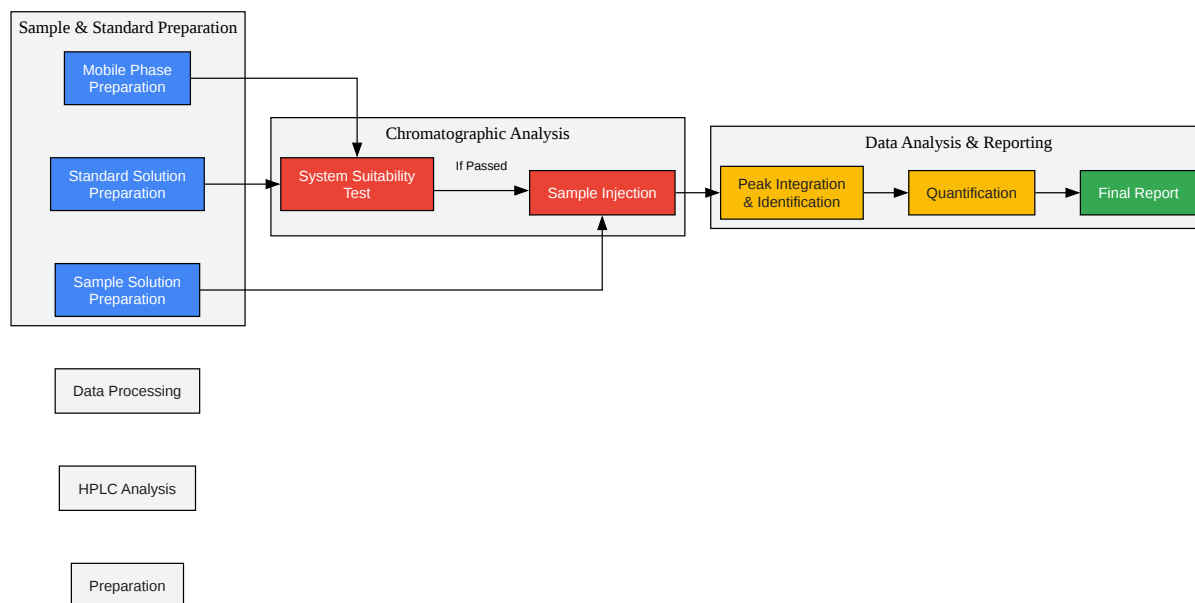 Sample & Standard Preparation
Mobile Phase
Preparation
Standard Solution
Preparation
Sample Solution
Preparation
Chromatographic Analysis
System Suitability
Test
If Passed
Sample Injection
Data Analysis & Reporting
Peak Integration
& Identification
Quantification
Final Report
Data Processing
HPLC Analysis
Preparation